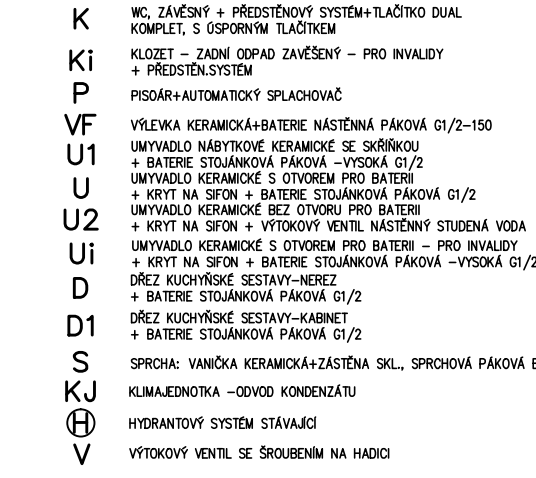 K WC, ZÁVĚSNÝ + PŘEDSTĚNOVÝ SYSTÉM+TLAČÍTKO DUAL
KOMPLET, S ÚSPORNÝM TLAČÍTKEM
Ki KLOZET – ZADNÍ ODPAD ZAVĚŠENÝ – PRO INVALIDY
+ PŘEDSTĚN.SYSTÉM
P PISOÁR+AUTOMATICKÝ SPLACHOVAČ
VF VÝLEVKA KERAMICKÁ+BATERIE NÁSTĚNNÁ PÁKOVÁ G1/2-150
U1 UMYVADLO NÁBYTKOVÉ KERAMICKÉ SE SKŘÍŇKOU
+ BATERIE STOJÁNKOVÁ PÁKOVÁ –VYSOKÁ G1/2
U UMYVADLO KERAMICKÉ S OTVOREM PRO BATERII
+ KRYT NA SIFON + BATERIE STOJÁNKOVÁ PÁKOVÁ G1/2
U2 UMYVADLO KERAMICKÉ BEZ OTVORU PRO BATERII
+ KRYT NA SIFON + VÝTOKOVÝ VENTIL NÁSTĚNNÝ STUDENÁ VODA
Ui UMYVADLO KERAMICKÉ S OTVOREM PRO BATERII – PRO INVALIDY
+ KRYT NA SIFON + BATERIE STOJÁNKOVÁ PÁKOVÁ –VYSOKÁ G1/2
D DŘEZ KUCHYŇSKÉ SESTAVY–NEREZ
+ BATERIE STOJÁNKOVÁ PÁKOVÁ G1/2
D1 DŘEZ KUCHYŇSKÉ SESTAVY–KABINET
+ BATERIE STOJÁNKOVÁ PÁKOVÁ G1/2
S SPRCHA: VANIČKA KERAMICKÁ+ZÁSTĚNA SKL., SPRCHOVÁ PÁKOVÁ
KJ KLIMAJEDNOTKA –ODVOD KONDENZÁTU
H HYDRANTOVÝ SYSTÉM STÁVAJÍCÍ
V VÝTOKOVÝ VENTIL SE ŠROUBENÍM NA HADICI